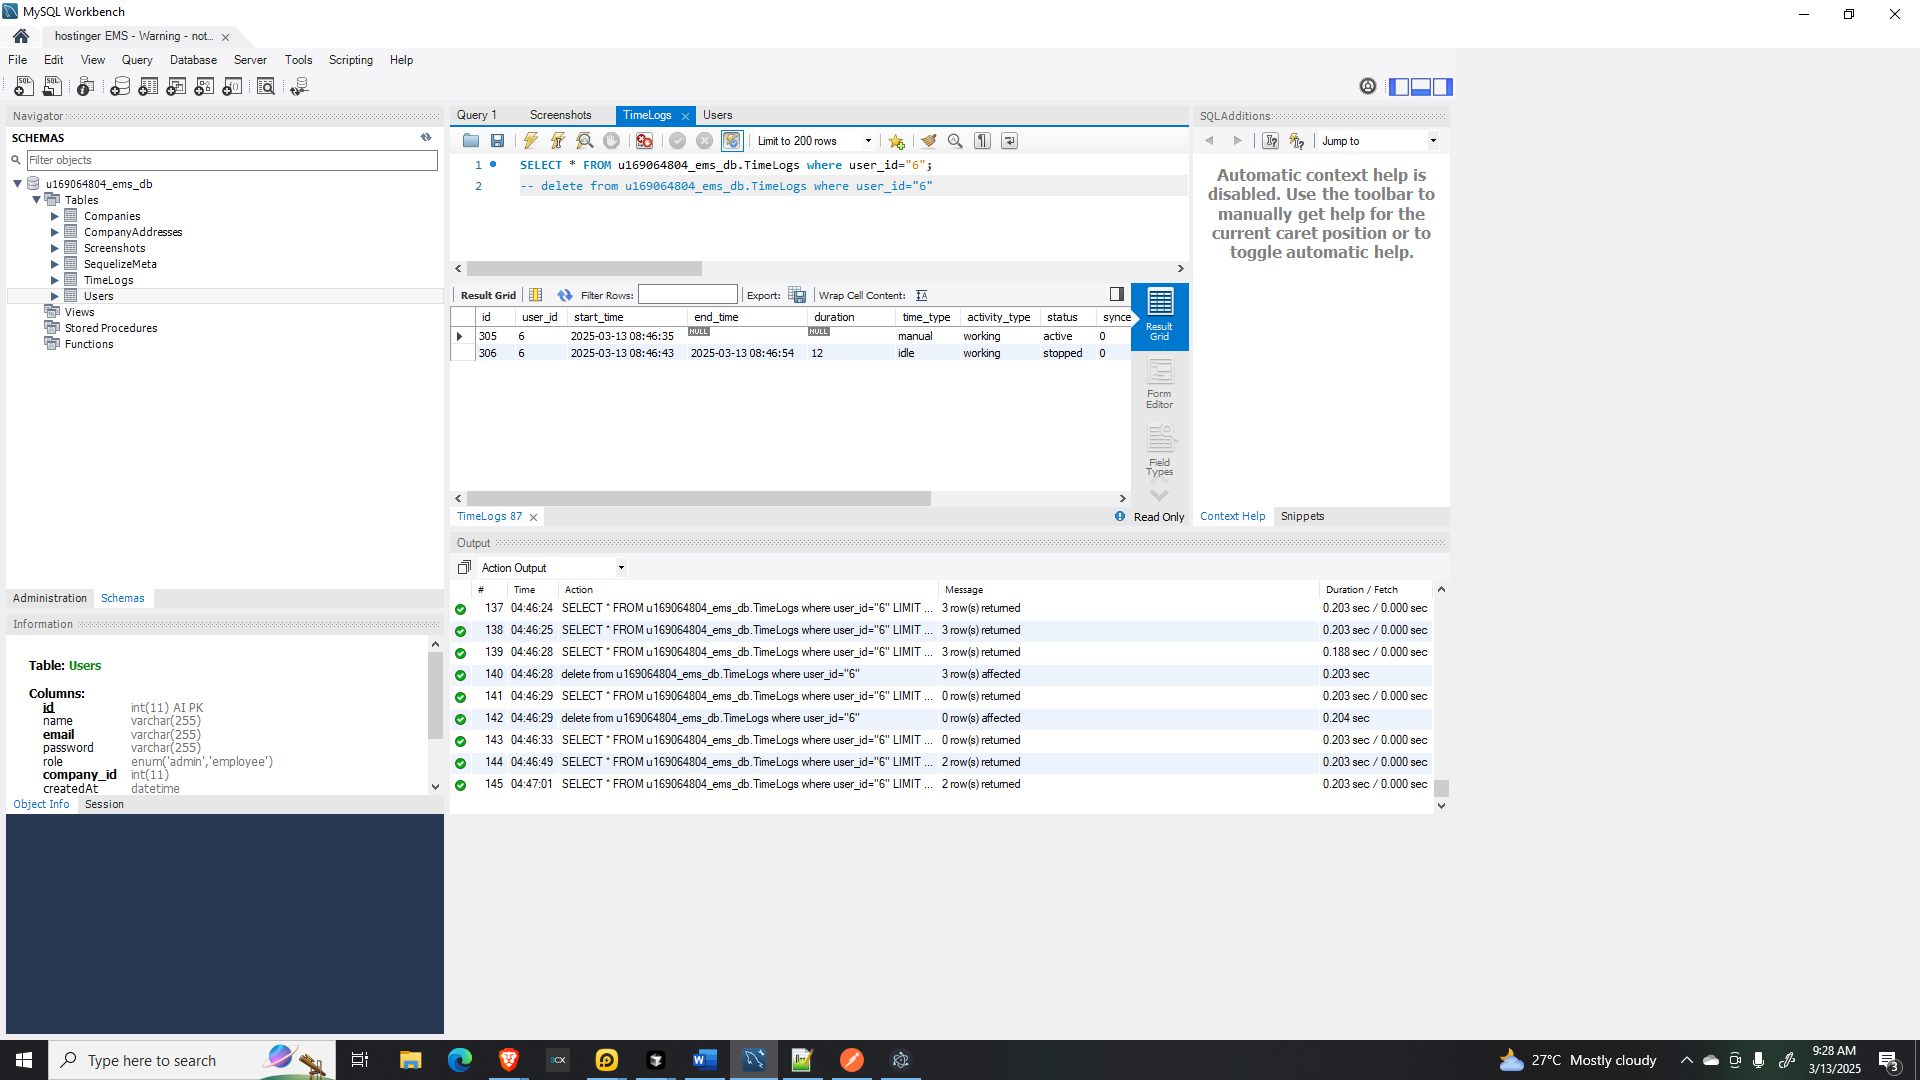 MySQL Workbench
hostinger EMS - Warning - not...
File Edit View Query Database Server Tools Scripting Help
Navigator
SCHEMAS
Filter objects
u169064804_ems_db
Tables
Companies
CompanyAddresses
Screenshots
SequelizeMeta
TimeLogs
Users
Views
Stored Procedures
Functions
Administration Schemas
Information
Table: Users
Columns:
id int(11) AI PK
name varchar(255)
email varchar(255)
password varchar(255)
role enum('admin','employee')
company_id int(11)
createdAt datetime
Object Info Session
Query 1 Screenshots TimeLogs Users
Limit to 200 rows
1 SELECT * FROM u169064804_ems_db.TimeLogs where user_id="6";
2 -- delete from u169064804_ems_db.TimeLogs where user_id="6"
Result Grid Filter Rows: Export: Wrap Cell Content:
id user_id start_time end_time duration time_type activity_type status synce
305 6 2025-03-13 08:46:35 NULL NULL manual working active 0
306 6 2025-03-13 08:46:43 2025-03-13 08:46:54 12 idle working stopped 0
Result Grid
Form Editor
Field Types
TimeLogs 87 Read Only
SQLAdditions
Jump to
Automatic context help is
disabled. Use the toolbar to
manually get help for the
current caret position or to
toggle automatic help.
Context Help Snippets
Output
Action Output
# Time Action Message Duration / Fetch
137 04:46:24 SELECT * FROM u169064804_ems_db.TimeLogs where user_id="6" LIMIT ... 3 row(s) returned 0.203 sec / 0.000 sec
138 04:46:25 SELECT * FROM u169064804_ems_db.TimeLogs where user_id="6" LIMIT ... 3 row(s) returned 0.203 sec / 0.000 sec
139 04:46:28 SELECT * FROM u169064804_ems_db.TimeLogs where user_id="6" LIMIT ... 3 row(s) returned 0.188 sec / 0.000 sec
140 04:46:28 delete from u169064804_ems_db.TimeLogs where user_id="6" 3 row(s) affected 0.203 sec
141 04:46:29 SELECT * FROM u169064804_ems_db.TimeLogs where user_id="6" LIMIT ... 0 row(s) returned 0.203 sec / 0.000 sec
142 04:46:29 delete from u169064804_ems_db.TimeLogs where user_id="6" 0 row(s) affected 0.204 sec
143 04:46:33 SELECT * FROM u169064804_ems_db.TimeLogs where user_id="6" LIMIT ... 0 row(s) returned 0.203 sec / 0.000 sec
144 04:46:49 SELECT * FROM u169064804_ems_db.TimeLogs where user_id="6" LIMIT ... 2 row(s) returned 0.203 sec / 0.000 sec
145 04:47:01 SELECT * FROM u169064804_ems_db.TimeLogs where user_id="6" LIMIT ... 2 row(s) returned 0.203 sec / 0.000 sec
Type here to search
27°C Mostly cloudy
9:28 AM
3/13/2025
3